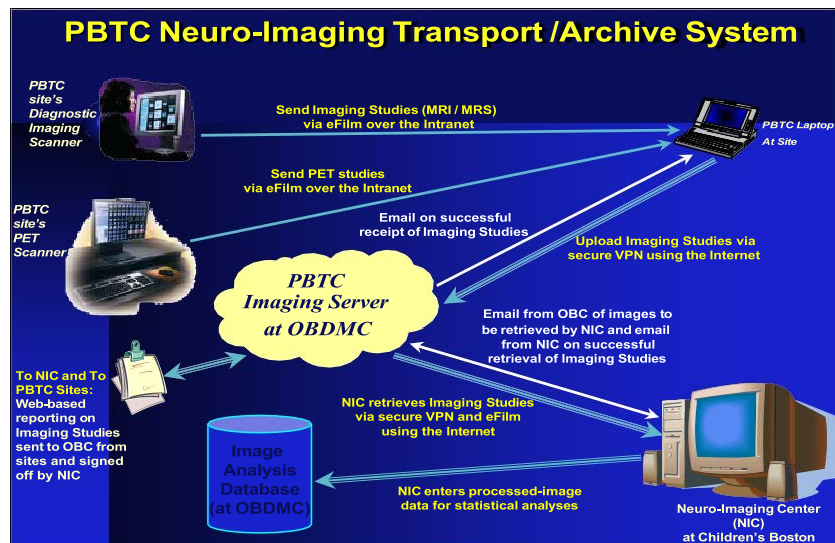 PBTC Neuro-Imaging Transport /Archive System
PBTC
site's
Diagnostic
Imaging
Scanner
Send Imaging Studies (MRI / MRS)
via eFilm over the Intranet
PBTC Laptop
At Site
Send PET studies
via eFilm over the Intranet
PBTC
site's
PET
Scanner
Email on successful
receipt of Imaging Studies
Upload Imaging Studies via
secure VPN using the Internet
PBTC
Imaging Server
at OBDMC
Email from OBC of images to
be retrieved by NIC and email
from NIC on successful
retrieval of Imaging Studies
To NIC and To
PBTC Sites:
Web-based
reporting on
Imaging Studies
sent to OBC from
sites and signed
off by NIC
NIC retrieves Imaging Studies
via secure VPN and eFilm
using the Internet
Image
Analysis
Database
(at OBDMC)
NIC enters processed-image
data for statistical analyses
Neuro-Imaging Center
(NIC)
at Children's Boston